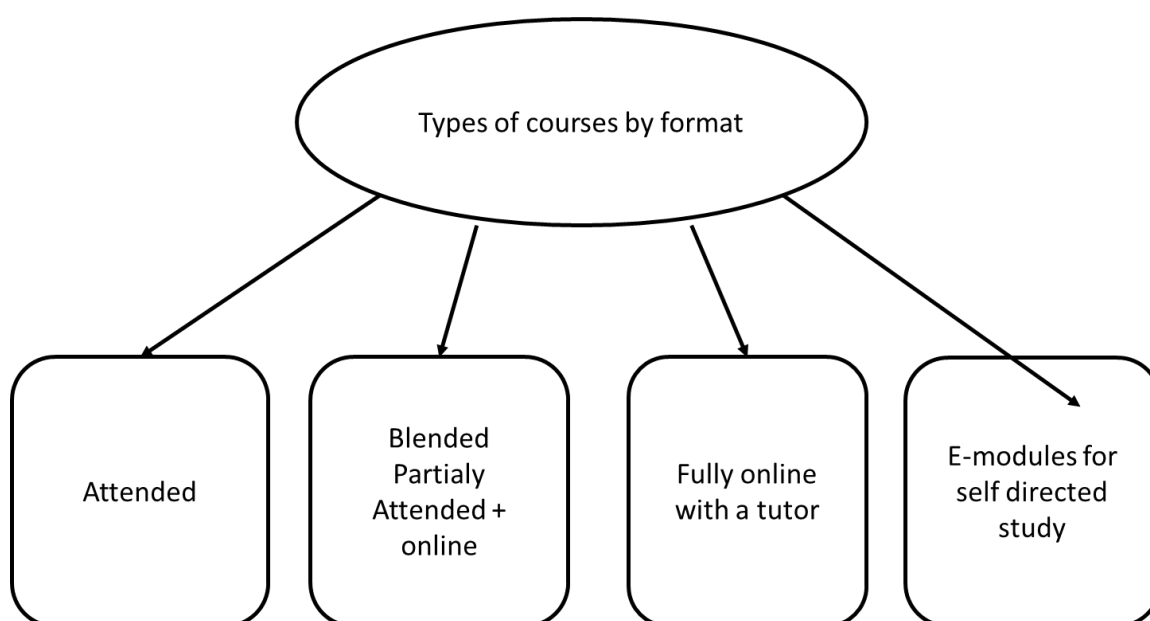 Types of courses by format
Attended
Blended
Partialy
Attended +
online
Fully online
with a tutor
E-modules for
self directed
study